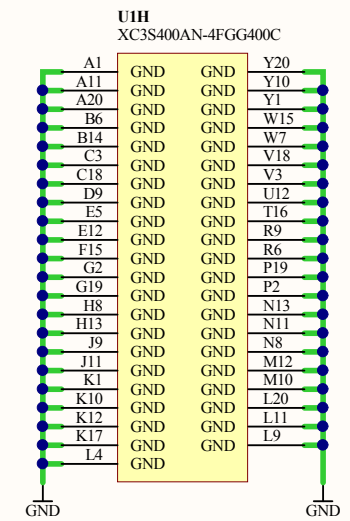 U1H
XC3S400AN-4FGG400C
A1 GND GND Y20
A11 GND GND Y10
A20 GND GND Y1
B6 GND GND W15
B14 GND GND W7
C3 GND GND V18
C18 GND GND V3
D9 GND GND U12
E5 GND GND T16
E12 GND GND R9
F15 GND GND R6
G2 GND GND P19
G19 GND GND P2
H8 GND GND N13
H13 GND GND N11
J9 GND GND N8
J11 GND GND M12
K1 GND GND M10
K10 GND GND L20
K12 GND GND L11
K17 GND GND L9
L4 GND
GND GND